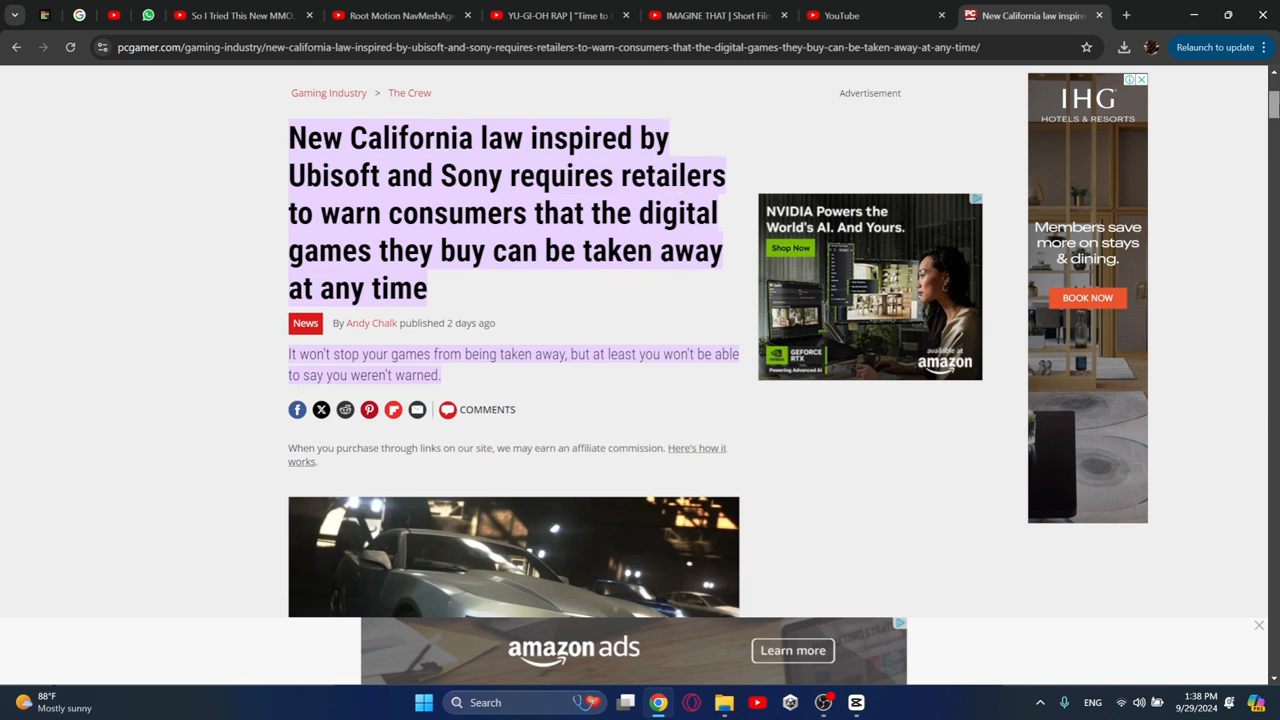 So I Tried This New MMO.
Root Motion NavMeshAge
YU-GI-OH RAP | "Time to
IMAGINE THAT | Short Film
YouTube
New California law inspire
pcgamer.com/gaming-industry/new-california-law-inspired-by-ubisoft-and-sony-requires-retailers-to-warn-consumers-that-the-digital-games-they-buy-can-be-taken-away-at-any-time/
Relaunch to update
Gaming Industry > The Crew
Advertisement
New California law inspired by
Ubisoft and Sony requires retailers
to warn consumers that the digital
games they buy can be taken away
at any time
News By Andy Chalk published 2 days ago
It won't stop your games from being taken away, but at least you won't be able
to say you weren't warned.
COMMENTS
When you purchase through links on our site, we may earn an affiliate commission. Here's how it
works.
NVIDIA Powers the
World's AI. And Yours.
Shop Now
NVIDIA
GEFORCE
RTX
Powering Advanced AI
available at
amazon
IHG
HOTELS & RESORTS
Members save
more on stays
& dining.
BOOK NOW
amazon ads
Learn more
88°F
Mostly sunny
Search
ENG
1:38 PM
9/29/2024